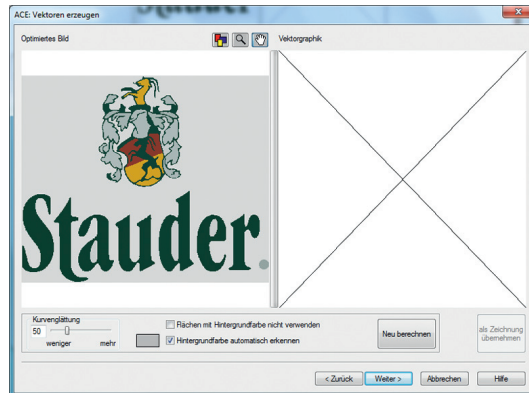 ACE: Vektoren erzeugen
Optimiertes Bild
Vektorgraphik
Stauder.
Kurvenglättung
50
weniger mehr
Flächen mit Hintergrundfarbe nicht verwenden
Hintergrundfarbe automatisch erkennen
Neu berechnen
als Zeichnung
übernehmen
< Zurück
Weiter >
Abbrechen
Hilfe